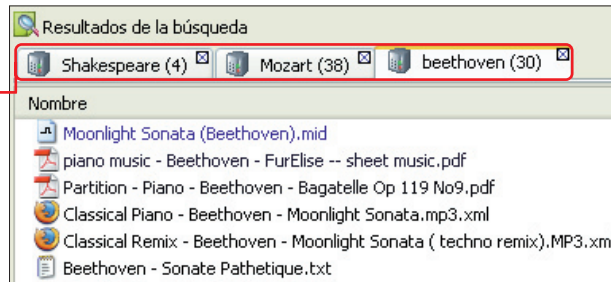 Resultados de la búsqueda
Shakespeare (4) Mozart (38) beethoven (30)
Nombre
Moonlight Sonata (Beethoven).mid
piano music - Beethoven - FurElise -- sheet music.pdf
Partition - Piano - Beethoven - Bagatelle Op 119 No9.pdf
Classical Piano - Beethoven - Moonlight Sonata.mp3.xml
Classical Remix - Beethoven - Moonlight Sonata ( techno remix).MP3.xm
Beethoven - Sonate Pathetique.txt